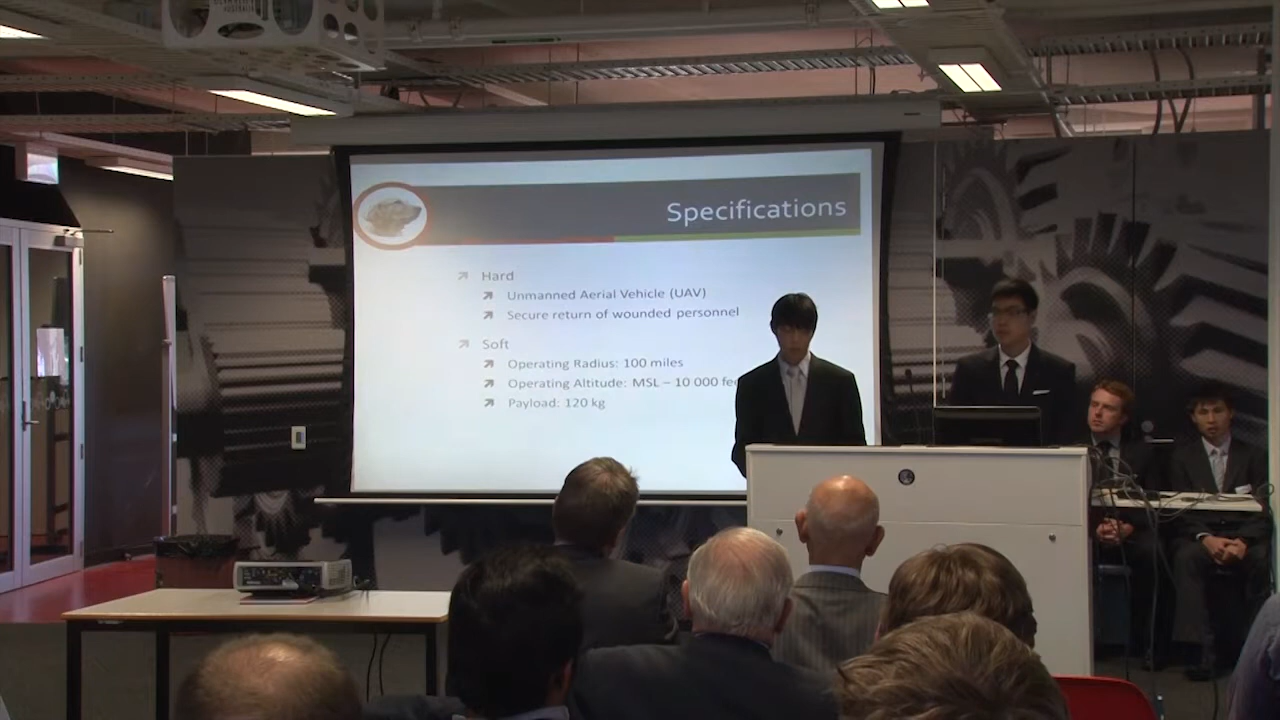 Specifications
Hard
Unmanned Aerial Vehicle (UAV)
Secure return of wounded personnel
Soft
Operating Radius: 100 miles
Operating Altitude: MSL – 10 000 fee
Payload: 120 kg